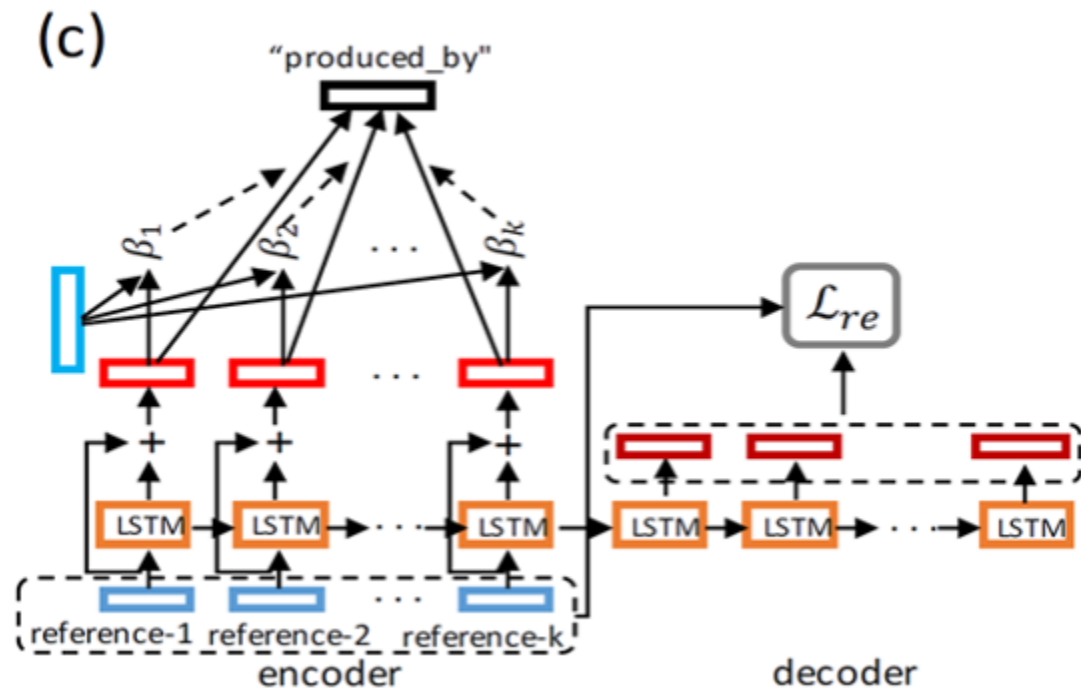 (c)
“produced_by"
β₁ β₂ . . . βₖ
ℒᵣₑ
. . .
+ + +
LSTM LSTM . . . LSTM LSTM LSTM . . . LSTM
. . .
reference-1 reference-2 reference-k
encoder decoder